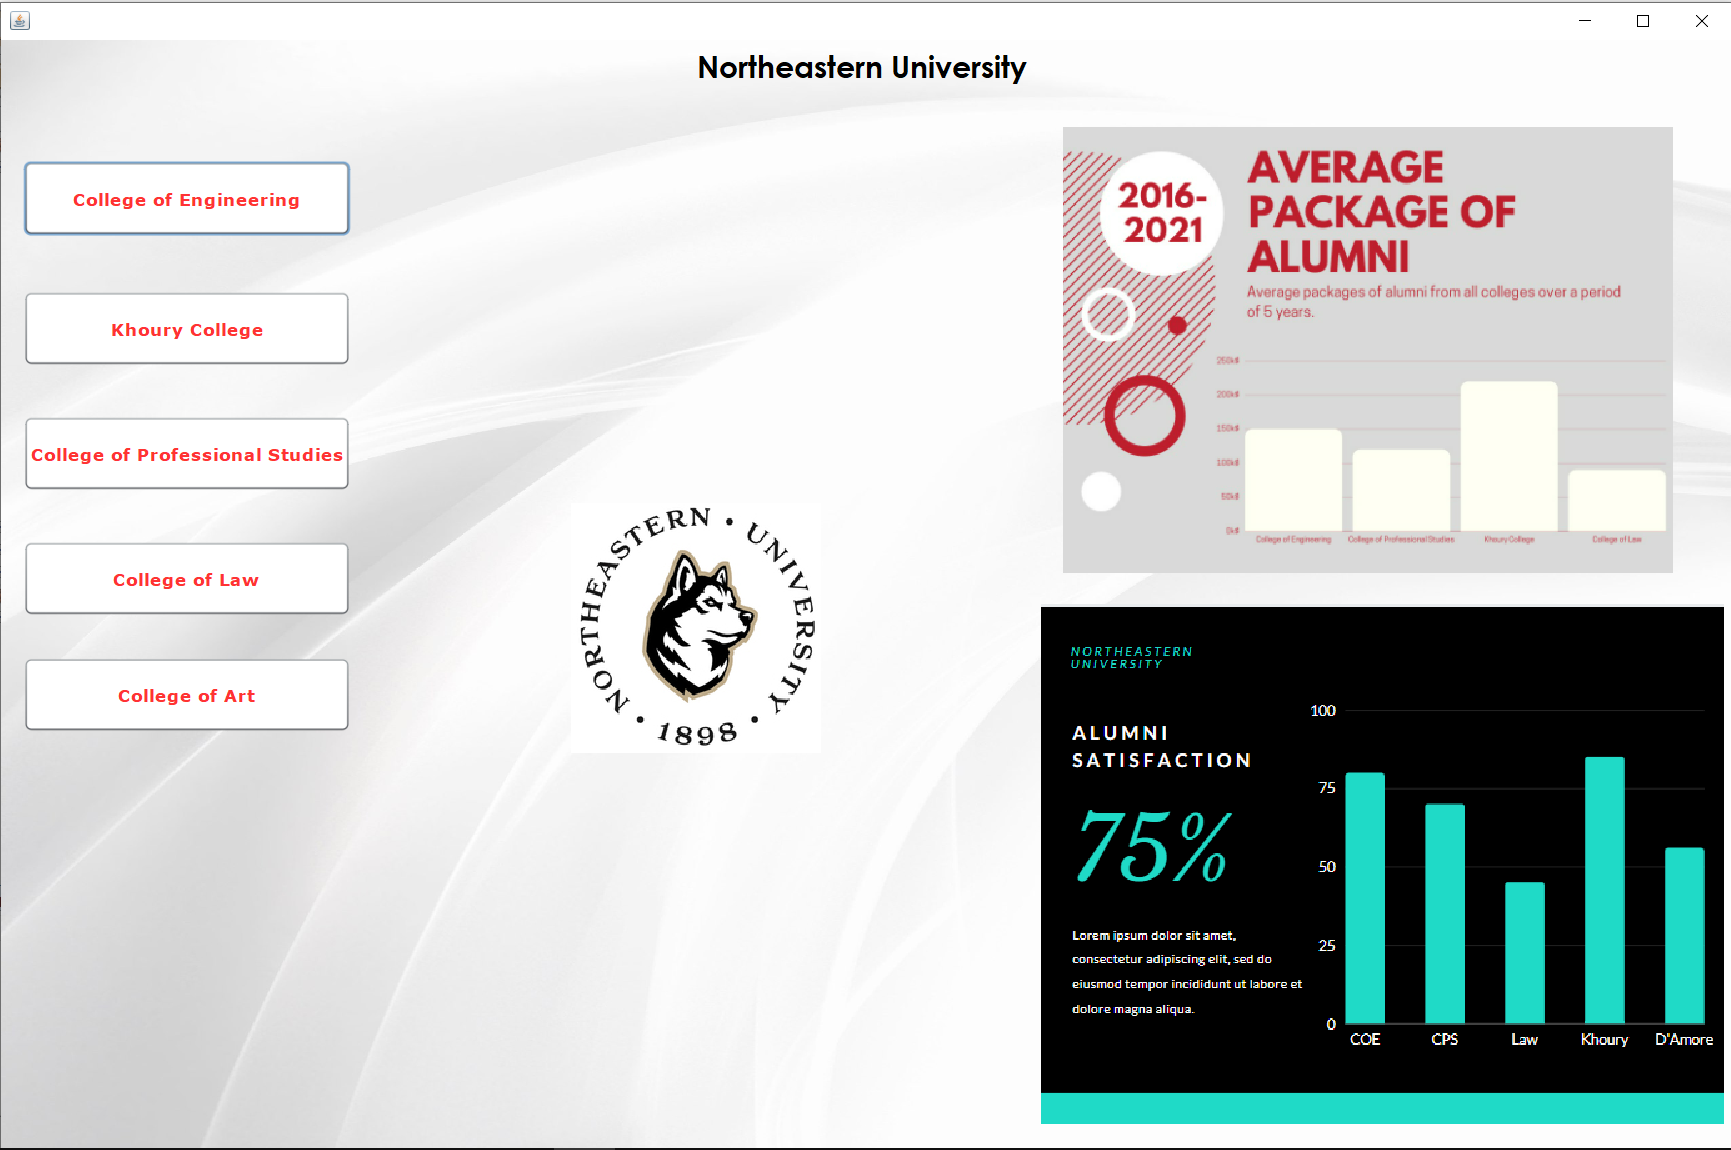 Northeastern University
College of Engineering
Khoury College
College of Professional Studies
College of Law
College of Art
NORTHEASTERN • UNIVERSITY • 1898 •
2016-
2021
AVERAGE
PACKAGE OF
ALUMNI
Average packages of alumni from all colleges over a period
of 5 years.
250k$
200k$
150k$
100k$
50k$
0k$
College of Engineering College of Professional Studies Khoury College College of Law
NORTHEASTERN
UNIVERSITY
ALUMNI
SATISFACTION
75%
Lorem ipsum dolor sit amet,
consectetur adipiscing elit, sed do
eiusmod tempor incididunt ut labore et
dolore magna aliqua.
100
75
50
25
0
COE CPS Law Khoury D'Amore